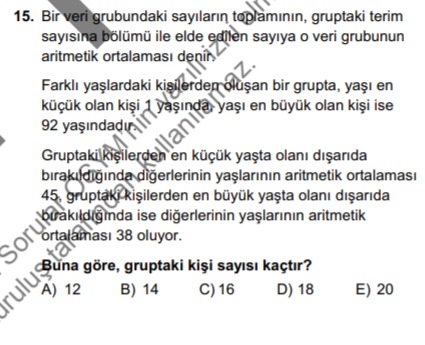 15. Bir veri grubundaki sayıların toplamının, gruptaki terim
sayısına bölümü ile elde edilen sayıya o veri grubunun
aritmetik ortalaması denir.
Farklı yaşlardaki kişilerden oluşan bir grupta, yaşı en
küçük olan kişi 1 yaşında, yaşı en büyük olan kişi ise
92 yaşındadır.
Gruptaki kişilerden en küçük yaşta olanı dışarıda
bırakıldığında diğerlerinin yaşlarının aritmetik ortalaması
45, gruptaki kişilerden en büyük yaşta olanı dışarıda
bırakıldığında ise diğerlerinin yaşlarının aritmetik
ortalaması 38 oluyor.
Buna göre, gruptaki kişi sayısı kaçtır?
A) 12 B) 14 C) 16 D) 18 E) 20
Sorular ÖSYM'nin yazılı izni
kullanılamaz.